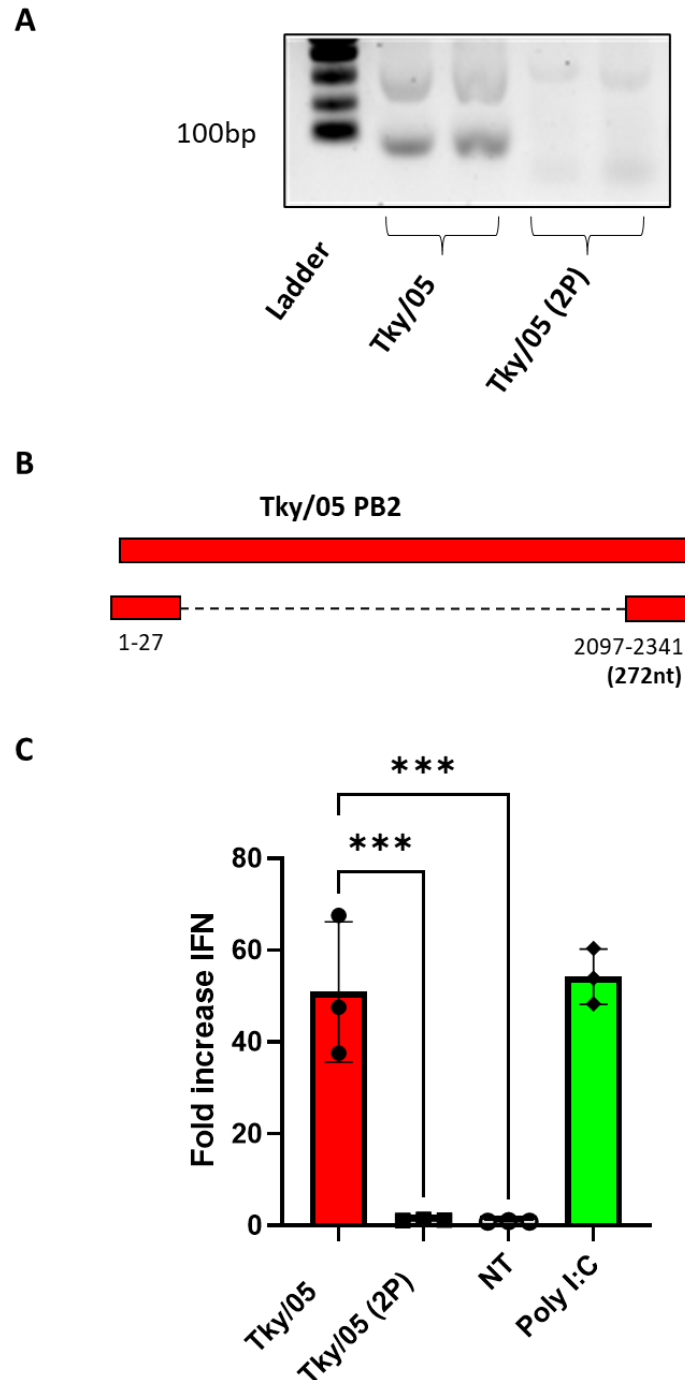 A
100bp
Ladder
Tky/05
Tky/05 (2P)
B
Tky/05 PB2
1-27
2097-2341
(272nt)
C
***
***
80
60
40
20
0
Fold increase IFN
Tky/05
Tky/05 (2P)
NT
Poly I:C